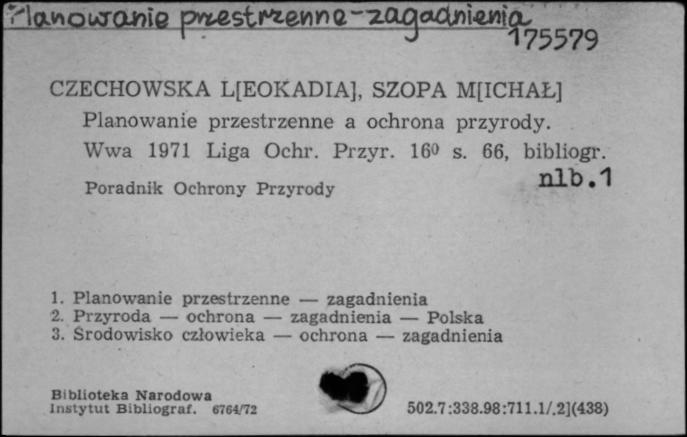 Planowanie przestrzenne-zagadnienia
175579
CZECHOWSKA L[EOKADIA], SZOPA M[ICHAŁ]
Planowanie przestrzenne a ochrona przyrody.
Wwa 1971 Liga Ochr. Przyr. 16⁰ s. 66, bibliogr.
nlb.1
Poradnik Ochrony Przyrody
1. Planowanie przestrzenne — zagadnienia
2. Przyroda — ochrona — zagadnienia — Polska
3. Środowisko człowieka — ochrona — zagadnienia
Biblioteka Narodowa
Instytut Bibliograf. 6764/72
502.7:338.98:711.1/.2](438)